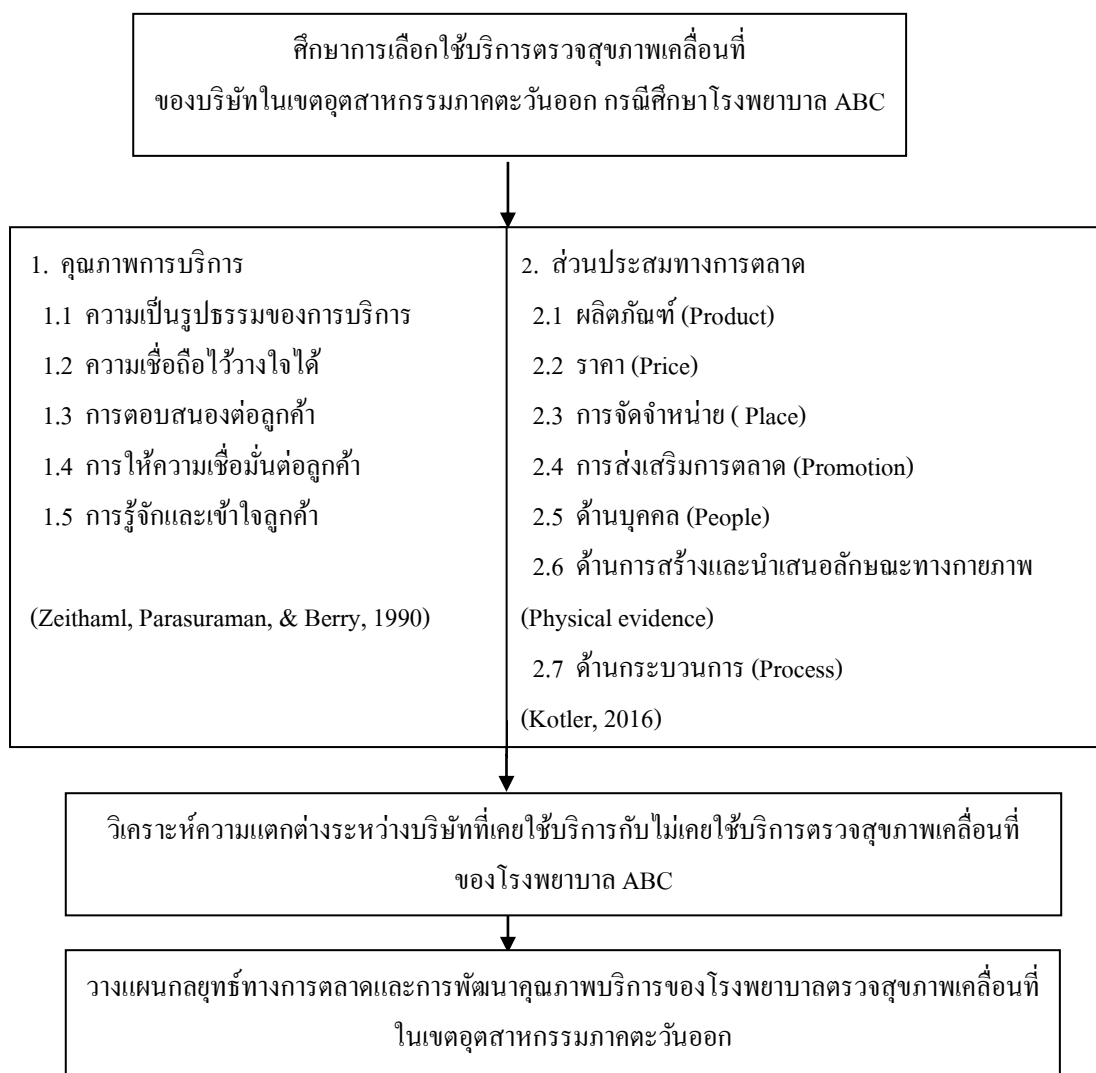 ศึกษาการเลือกใช้บริการตรวจสุขภาพเคลื่อนที่
ของบริษัทในเขตอุตสาหกรรมภาคตะวันออก กรณีศึกษาโรงพยาบาล ABC
1. คุณภาพการบริการ
1.1 ความเป็นรูปธรรมของการบริการ
1.2 ความเชื่อถือไว้วางใจได้
1.3 การตอบสนองต่อลูกค้า
1.4 การให้ความเชื่อมั่นต่อลูกค้า
1.5 การรู้จักและเข้าใจลูกค้า
(Zeithaml, Parasuraman, & Berry, 1990)
2. ส่วนประสมทางการตลาด
2.1 ผลิตภัณฑ์ (Product)
2.2 ราคา (Price)
2.3 การจัดจำหน่าย ( Place)
2.4 การส่งเสริมการตลาด (Promotion)
2.5 ด้านบุคคล (People)
2.6 ด้านการสร้างและนำเสนอลักษณะทางกายภาพ
(Physical evidence)
2.7 ด้านกระบวนการ (Process)
(Kotler, 2016)
วิเคราะห์ความแตกต่างระหว่างบริษัทที่เคยใช้บริการกับไม่เคยใช้บริการตรวจสุขภาพเคลื่อนที่
ของโรงพยาบาล ABC
วางแผนกลยุทธ์ทางการตลาดและการพัฒนาคุณภาพบริการของโรงพยาบาลตรวจสุขภาพเคลื่อนที่
ในเขตอุตสาหกรรมภาคตะวันออก